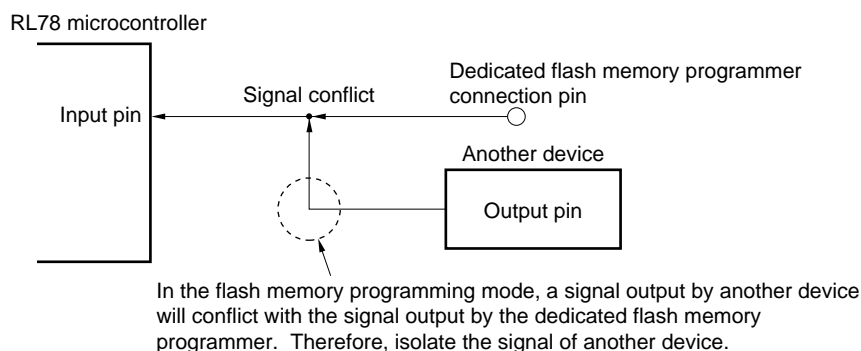 RL78 microcontroller
Dedicated flash memory programmer
connection pin
Signal conflict
Input pin
Another device
Output pin
In the flash memory programming mode, a signal output by another device
will conflict with the signal output by the dedicated flash memory
programmer.  Therefore, isolate the signal of another device.